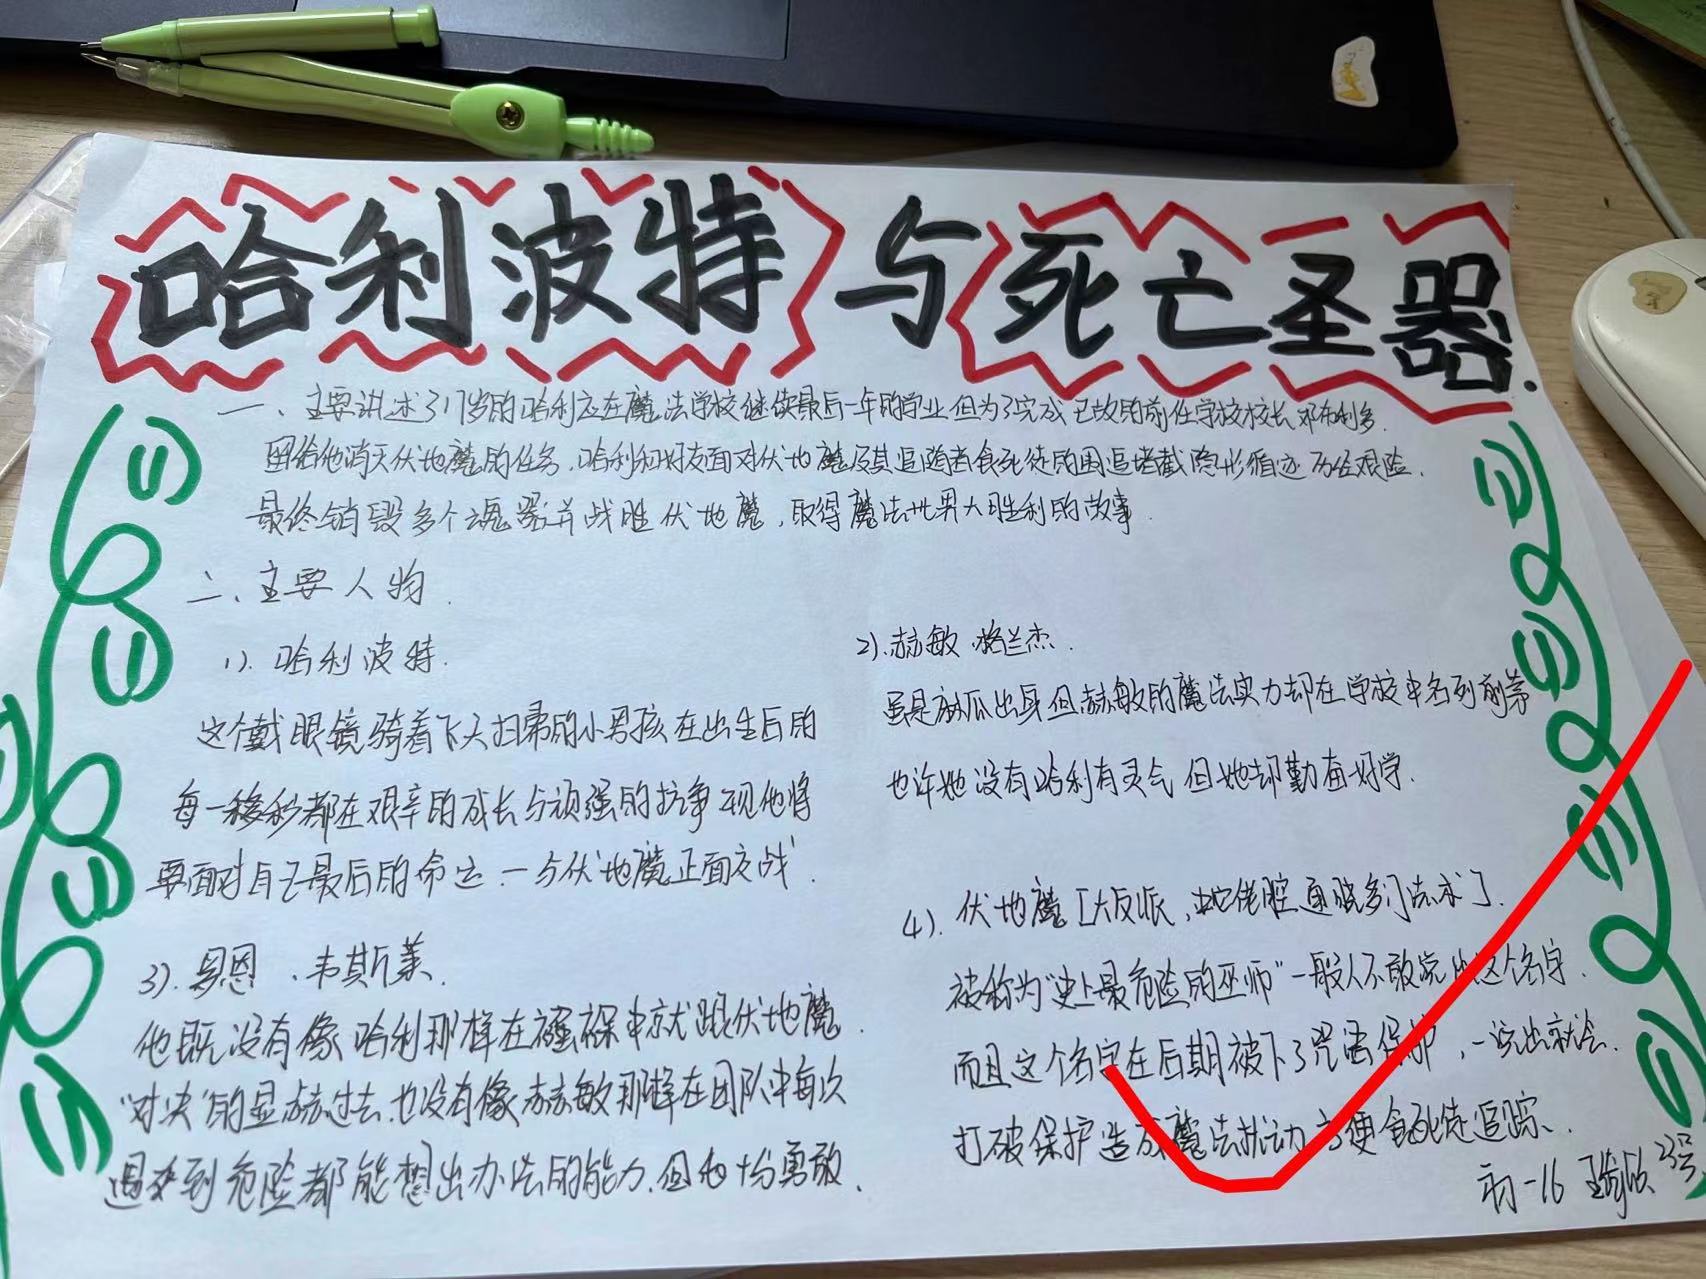 哈利波特与死亡圣器.
一、主要讲述了17岁的哈利应在魔法学校继续最后一年的学业但为了完成已故的前任学校校长邓布利多.
留给他消灭伏地魔的任务.哈利和好友面对伏地魔及其追随者食死徒的围追堵截隐形循迹历经艰险.
最终销毁多个魂器并战胜伏地魔,取得魔法世界大胜利的故事.
二、主要人物.
1).哈利波特.
这个戴眼镜骑着飞天扫帚的小男孩在出生后的
每一秒都在艰辛的成长与顽强的抗争 现他将
要面对自己最后的命运.一与伏地魔正面交战
2).赫敏.格兰杰.
虽是麻瓜出身但赫敏的魔法实力却在学校中名列前茅
也许她没有哈利有灵气 但她却勤奋好学.
3).罗恩.韦斯莱.
他既没有像哈利那样在襁褓中就跟伏地魔
"对决"的显赫过去.也没有像赫敏那样在团队中每次
遇到危险都能想出办法的能力.但他十分勇敢.
4).伏地魔[大反派,蛇佬腔通晓多门法术].
被称为"史上最危险的巫师"一般人不敢说出这个名字.
而且这个名字在后期被下了咒语保护,一说出就会.
打破保护造成魔法扰动方便食死徒追踪、
初一16 23号